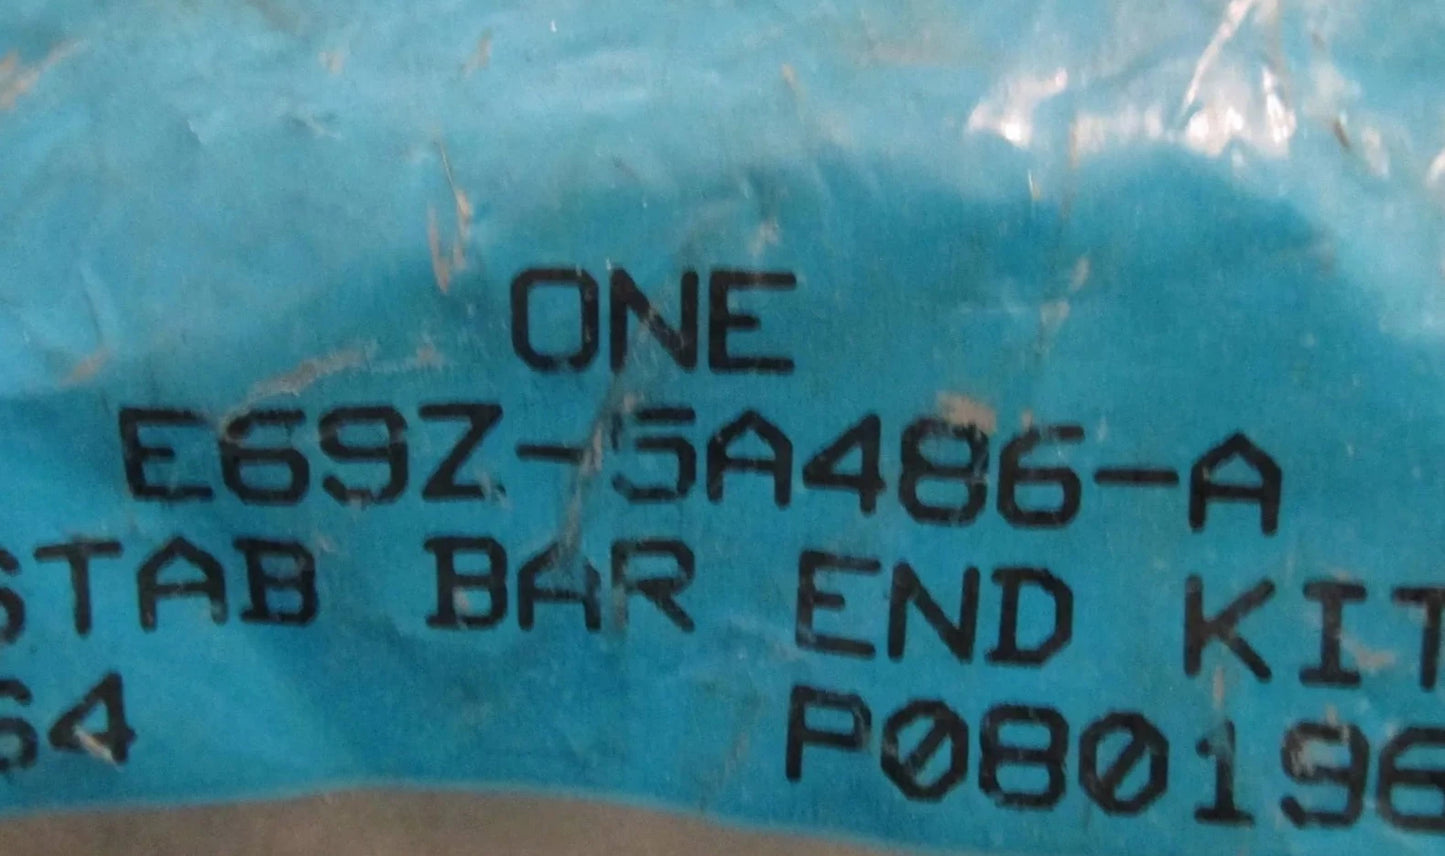 ONE
E69Z-5A486-A
STAB BAR END KIT
64 P080196